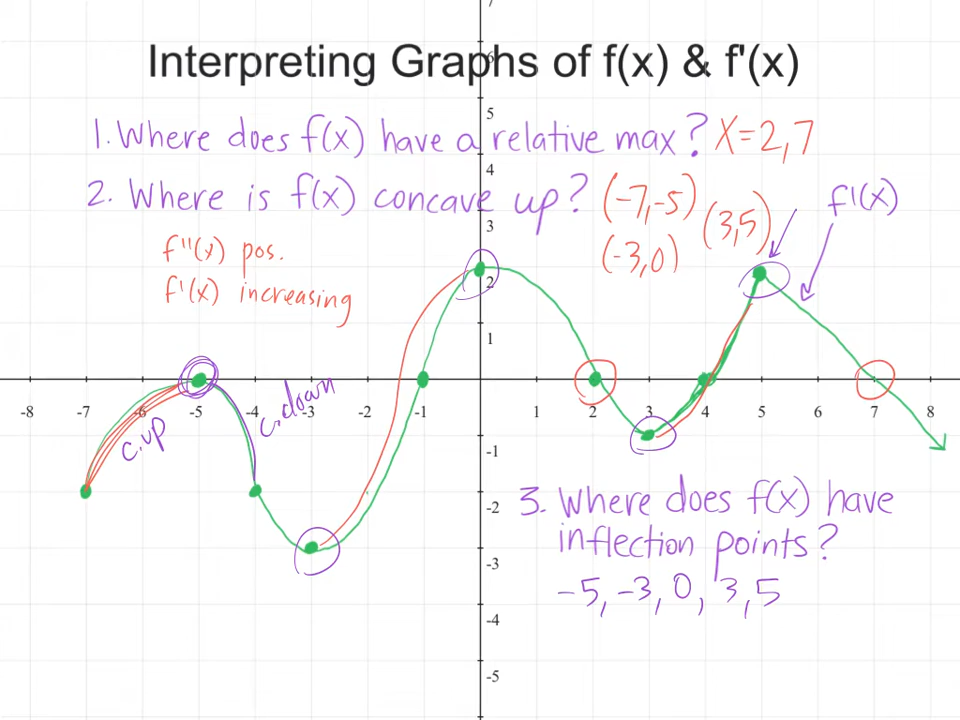 Interpreting Graphs of f(x) & f'(x)
1. Where does f(x) have a relative max? X=2,7
2. Where is f(x) concave up? (-7,-5) (3,5)
(-3,0)
f''(x) pos.
f'(x) increasing
f'(x)
c.up
c.down
7
6
5
4
3
2
1
-8 -7 -6 -5 -4 -3 -2 -1 1 2 3 4 5 6 7 8
-1
-2
-3
-4
-5
3. Where does f(x) have
inflection points?
-5, -3, 0, 3, 5